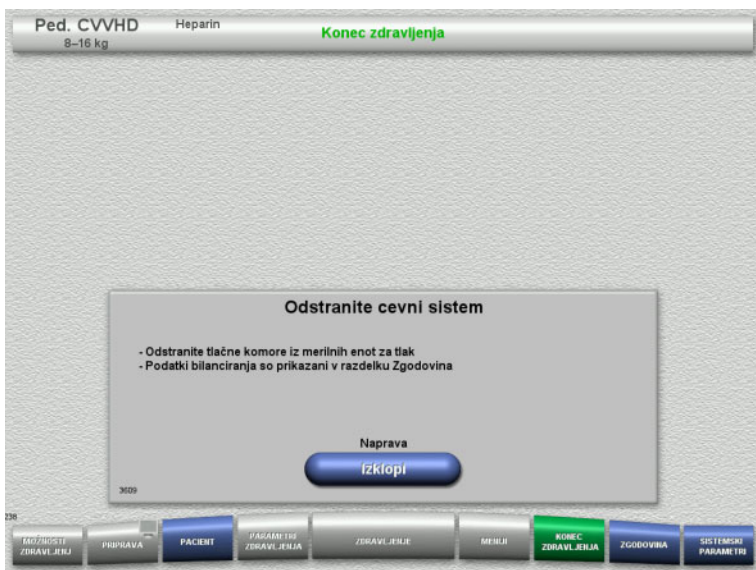 Ped. CVVHD Heparin
8–16 kg
Konec zdravljenja
Odstranite cevni sistem
- Odstranite tlačne komore iz merilnih enot za tlak
- Podatki bilanciranja so prikazani v razdelku Zgodovina
Naprava
Izklopi
3609
238
MOŽNOSTI
ZDRAVLJENJ
PRIPRAVA
PACIENT
PARAMETRI
ZDRAVLJENJA
ZDRAVLJENJE
MENIJI
KONEC
ZDRAVLJENJA
ZGODOVINA
SISTEMSKI
PARAMETRI